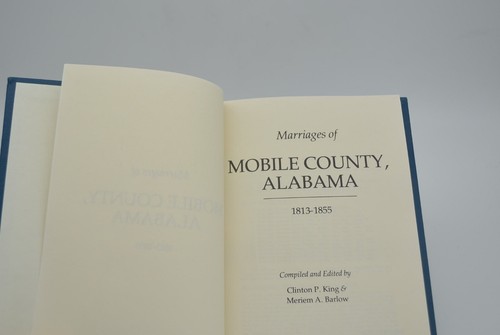 Marriages of
MOBILE COUNTY,
ALABAMA
1813-1855
Compiled and Edited by
Clinton P. King &
Meriem A. Barlow